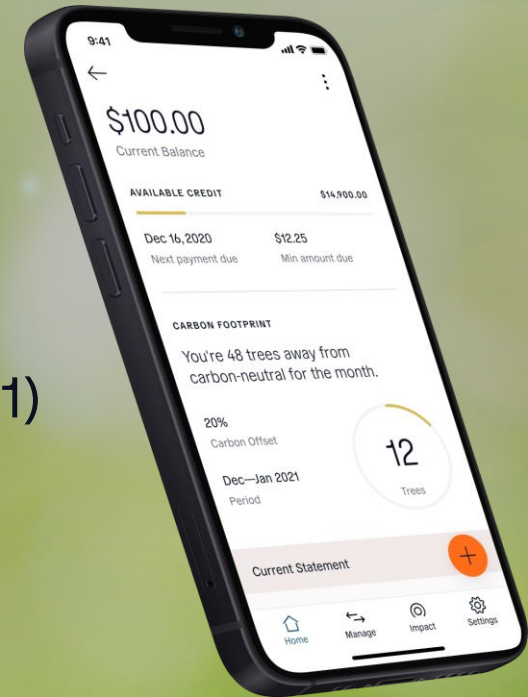 9:41
$100.00
Current Balance
AVAILABLE CREDIT $14,900.00
Dec 16, 2020 $12.25
Next payment due Min amount due
CARBON FOOTPRINT
You're 48 trees away from
carbon-neutral for the month.
1)
20%
Carbon Offset
12
Trees
Dec—Jan 2021
Period
Current Statement
Home Manage Impact Settings